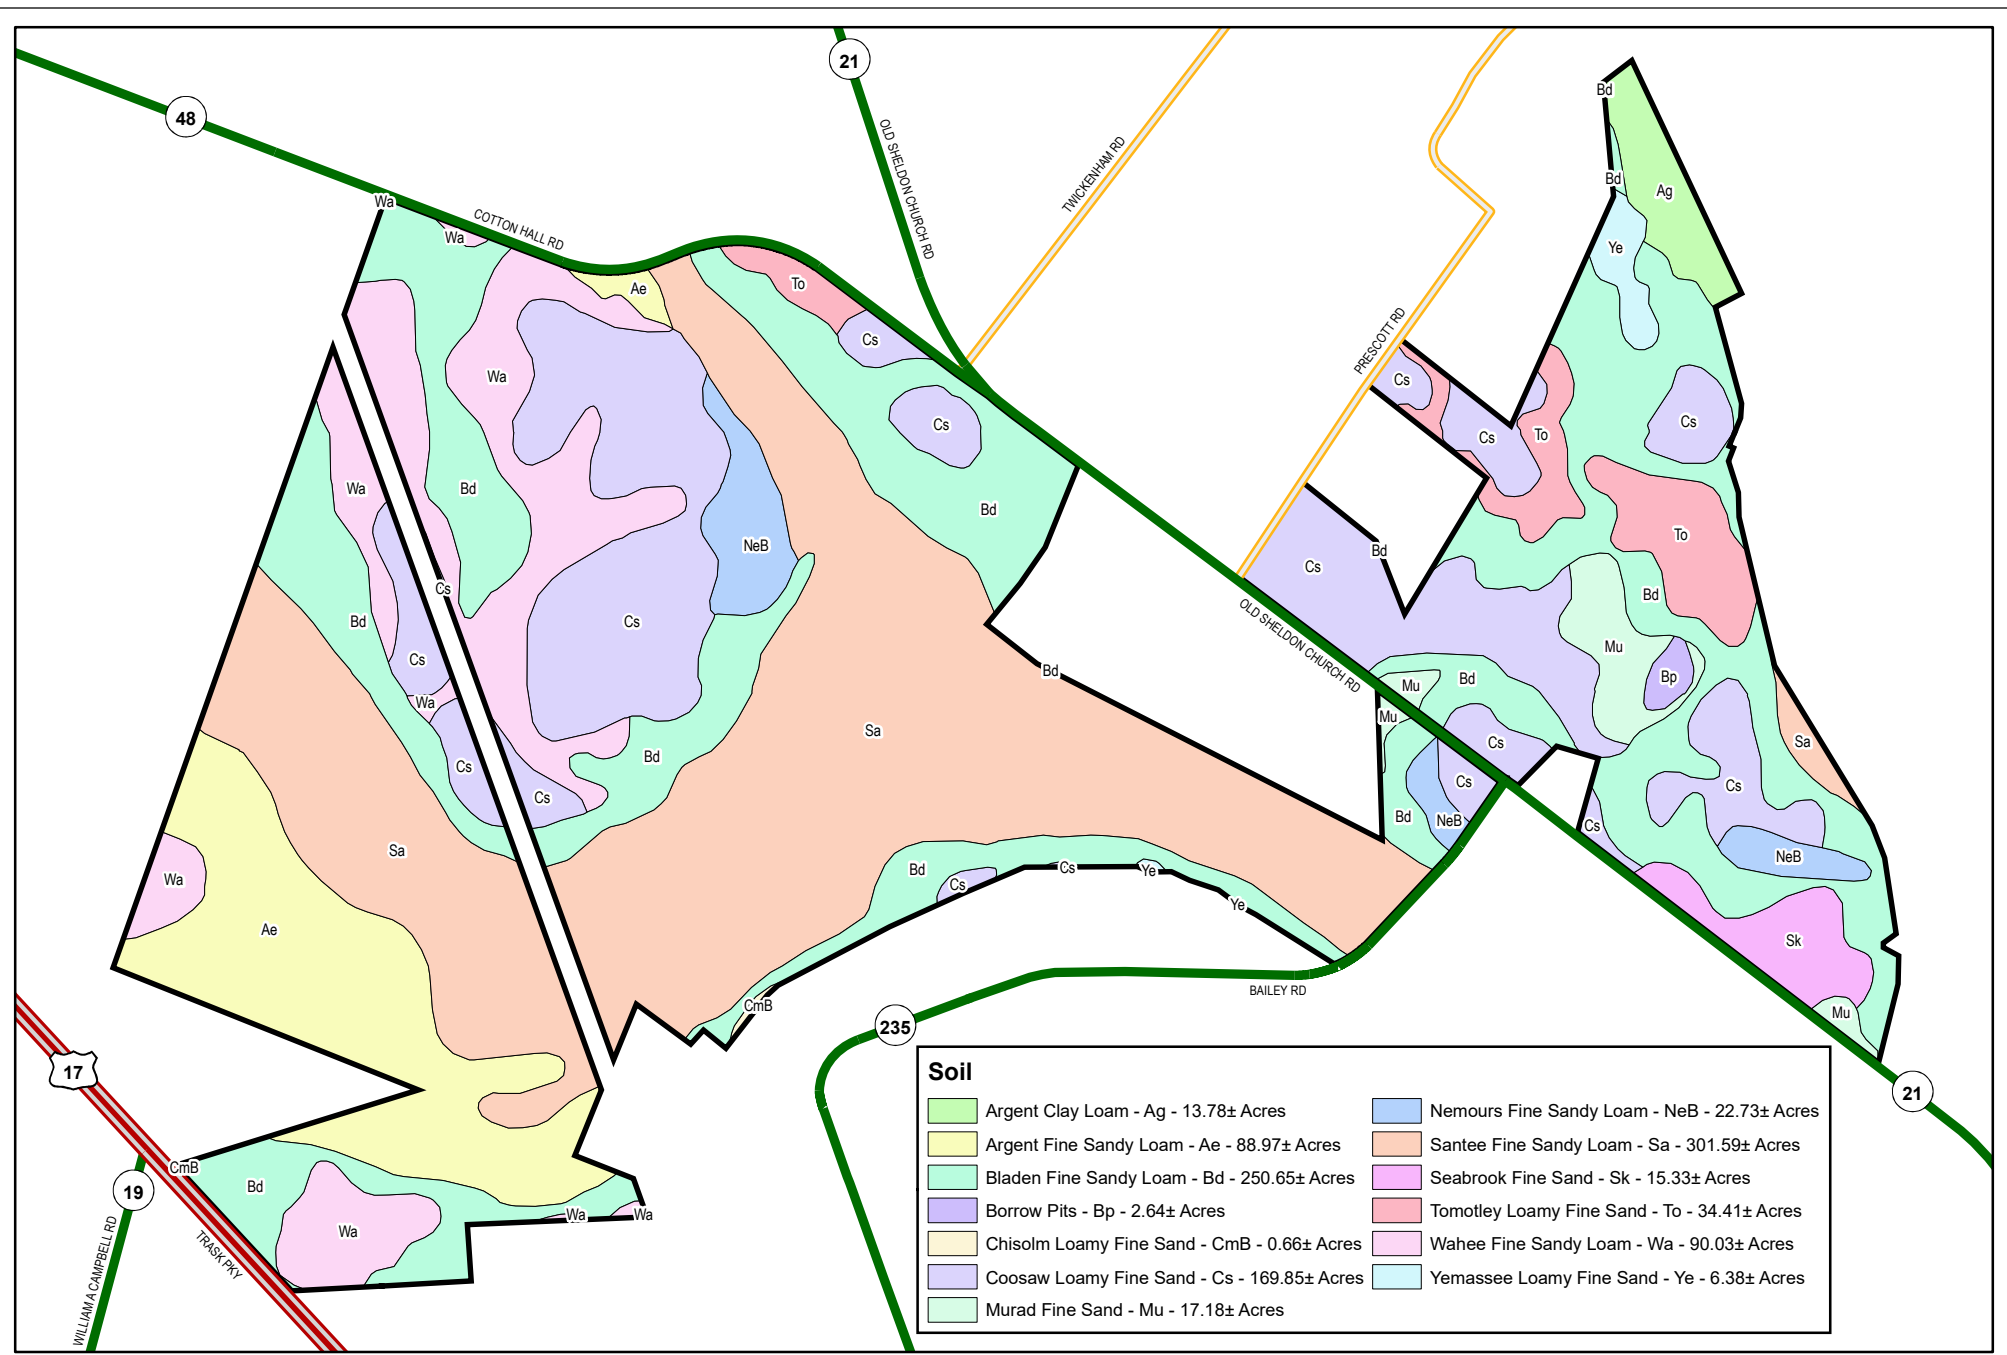 21
48
Bd
OLD SHELDON CHURCH RD
TWICKENHAM RD
Bd
Ag
Wa
COTTON HALL RD
Wa
Ye
Ae
To
Cs
PRESCOTT RD
Wa
Cs
Cs
Cs
Cs
To
Wa
Bd
Bd
To
NeB
Bd
Cs
Cs
Bd
Bd
Cs
OLD SHELDON CHURCH RD
Mu
Cs
Bd
Bp
Bd
Mu
Wa
Mu
Sa
Cs
Sa
Bd
Cs
Cs
Cs
Cs
Bd
NeB
Cs
Sa
NeB
Bd
Cs
Cs
Ye
Wa
Ye
Ae
Sk
CmB
BAILEY RD
Mu
235
17
21
CmB
19
Bd
Wa
Wa
Wa
WILLIAM A CAMPBELL RD
TRASK PKY
Soil
Argent Clay Loam - Ag - 13.78± Acres
Argent Fine Sandy Loam - Ae - 88.97± Acres
Bladen Fine Sandy Loam - Bd - 250.65± Acres
Borrow Pits - Bp - 2.64± Acres
Chisolm Loamy Fine Sand - CmB - 0.66± Acres
Coosaw Loamy Fine Sand - Cs - 169.85± Acres
Murad Fine Sand - Mu - 17.18± Acres
Nemours Fine Sandy Loam - NeB - 22.73± Acres
Santee Fine Sandy Loam - Sa - 301.59± Acres
Seabrook Fine Sand - Sk - 15.33± Acres
Tomotley Loamy Fine Sand - To - 34.41± Acres
Wahee Fine Sandy Loam - Wa - 90.03± Acres
Yemassee Loamy Fine Sand - Ye - 6.38± Acres